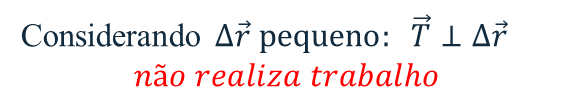 Considerando Δr⃗ pequeno: T⃗ ⊥ Δr⃗
não realiza trabalho